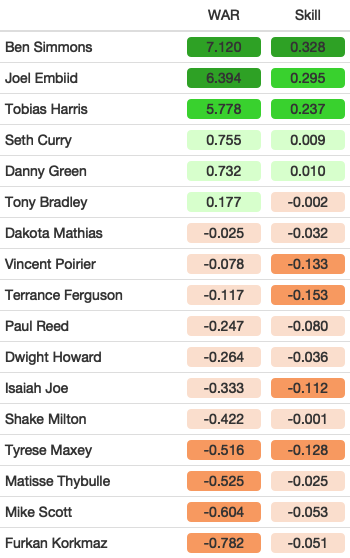 WAR Skill
Ben Simmons 7.120 0.328
Joel Embiid 6.394 0.295
Tobias Harris 5.778 0.237
Seth Curry 0.755 0.009
Danny Green 0.732 0.010
Tony Bradley 0.177 -0.002
Dakota Mathias -0.025 -0.032
Vincent Poirier -0.078 -0.133
Terrance Ferguson -0.117 -0.153
Paul Reed -0.247 -0.080
Dwight Howard -0.264 -0.036
Isaiah Joe -0.333 -0.112
Shake Milton -0.422 -0.001
Tyrese Maxey -0.516 -0.128
Matisse Thybulle -0.525 -0.025
Mike Scott -0.604 -0.053
Furkan Korkmaz -0.782 -0.051